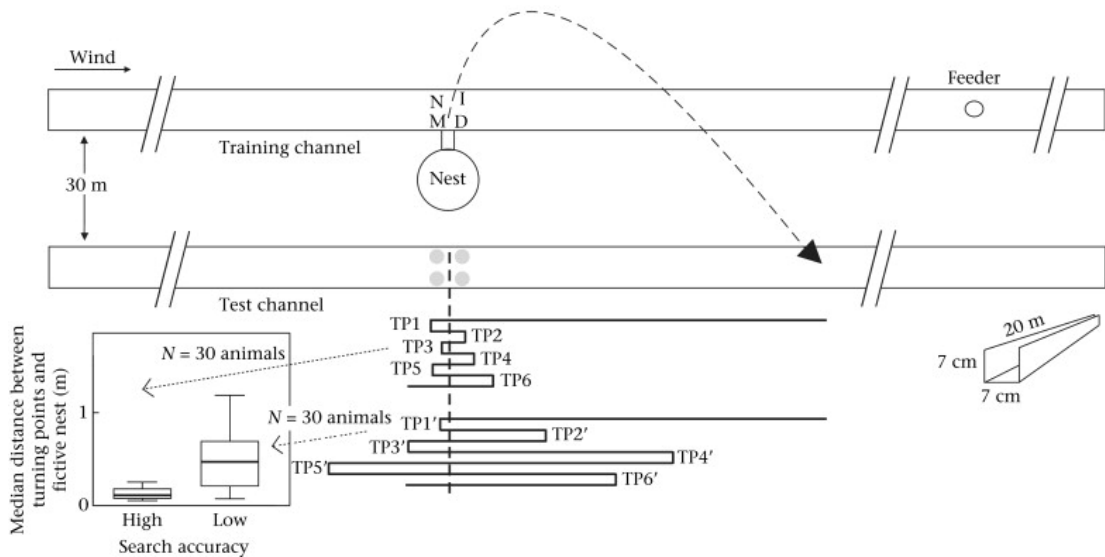 Wind
Feeder
N I
M D
Training channel
30 m
Nest
Test channel
TP1
TP2
TP3
TP4
TP5
TP6
20 m
7 cm
7 cm
N = 30 animals
N = 30 animals
TP1′
TP2′
TP3′
TP4′
TP5′
TP6′
Median distance between
turning points and
fictive nest (m)
1
0
High Low
Search accuracy